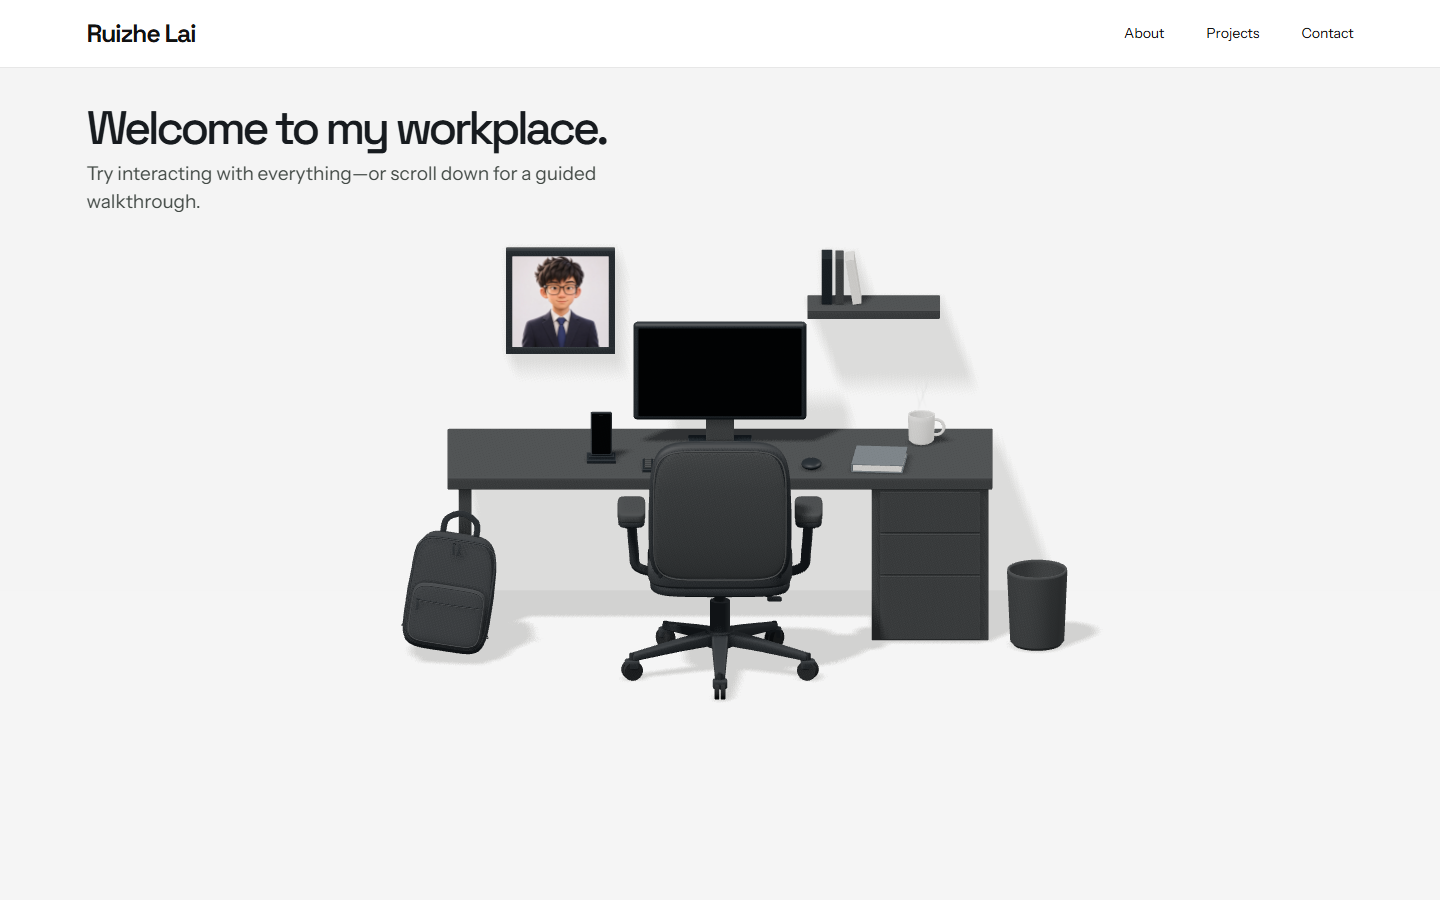 Ruizhe Lai
About
Projects
Contact
Welcome to my workplace.
Try interacting with everything—or scroll down for a guided
walkthrough.